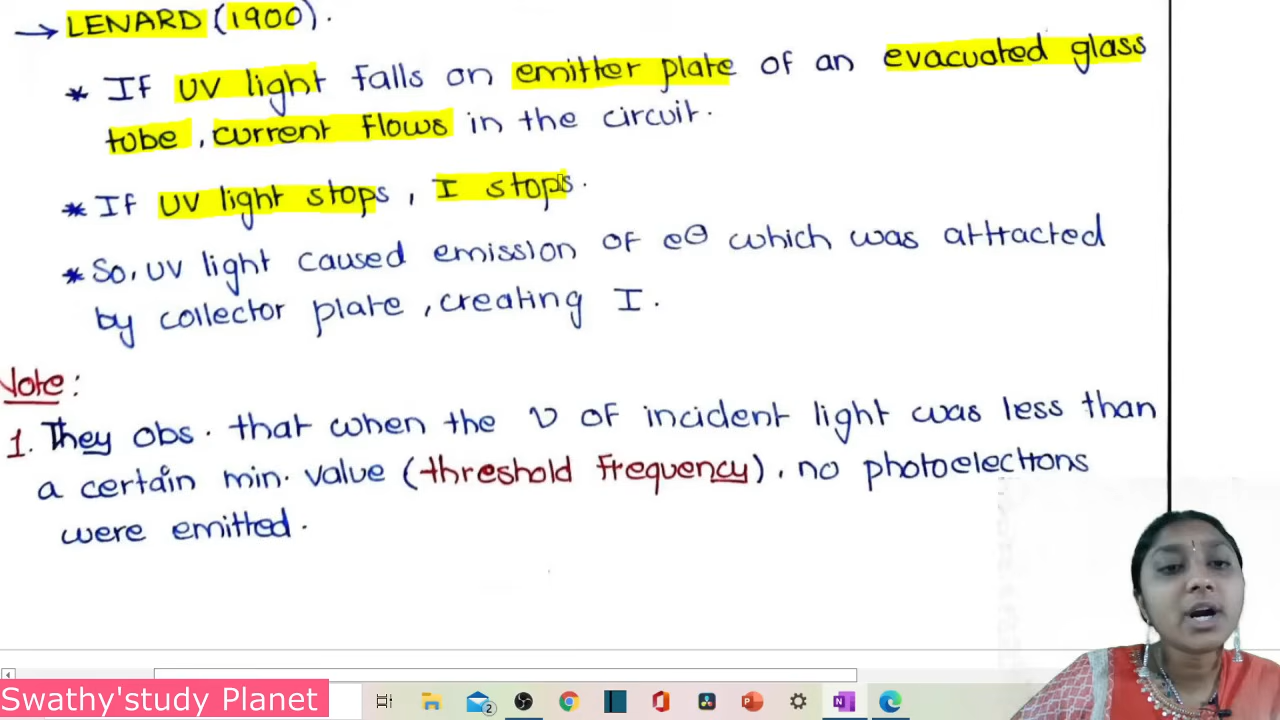 → LENARD (1900).
* If UV light falls on emitter plate of an evacuated glass
tube, current flows in the circuit.
* If UV light stops, I stops.
* So, UV light caused emission of e⊖ which was attracted
by collector plate, creating I.
Note:
1. They obs. that when the ν of incident light was less than
a certain min. value (threshold frequency), no photoelectrons
were emitted.
Swathy'study Planet
2